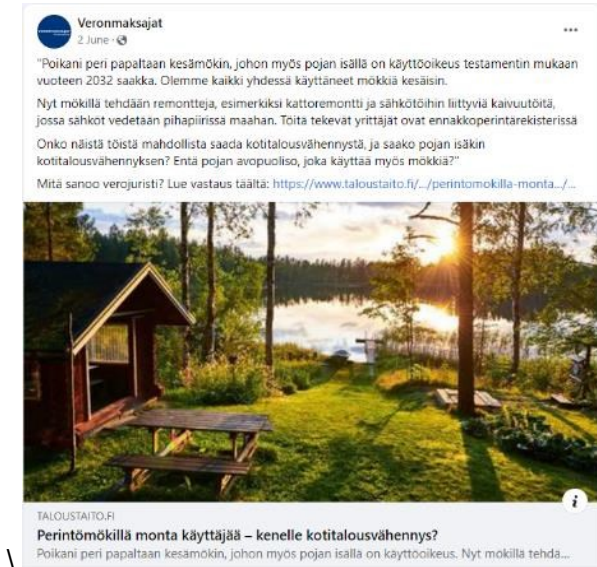 Veronmaksajat
2 June ·
"Poikani peri papaltaan kesämökin, johon myös pojan isällä on käyttöoikeus testamentin mukaan
vuoteen 2032 saakka. Olemme kaikki yhdessä käyttäneet mökkiä kesäisin.
Nyt mökillä tehdään remontteja, esimerkiksi kattoremontti ja sähkötöihin liittyviä kaivuutöitä,
jossa sähköt vedetään pihapiirissä maahan. Töitä tekevät yrittäjät ovat ennakkoperintärekisterissä
Onko näistä töistä mahdollista saada kotitalousvähennystä, ja saako pojan isäkin
kotitalousvähennyksen? Entä pojan avopuoliso, joka käyttää myös mökkiä?"
Mitä sanoo verojuristi? Lue vastaus täältä: https://www.taloustaito.fi/.../perintomokilla-monta.../...
TALOUSTAITO.FI
Perintömökillä monta käyttäjää – kenelle kotitalousvähennys?
Poikani peri papaltaan kesämökin, johon myös pojan isällä on käyttöoikeus. Nyt mökillä tehdä...
\